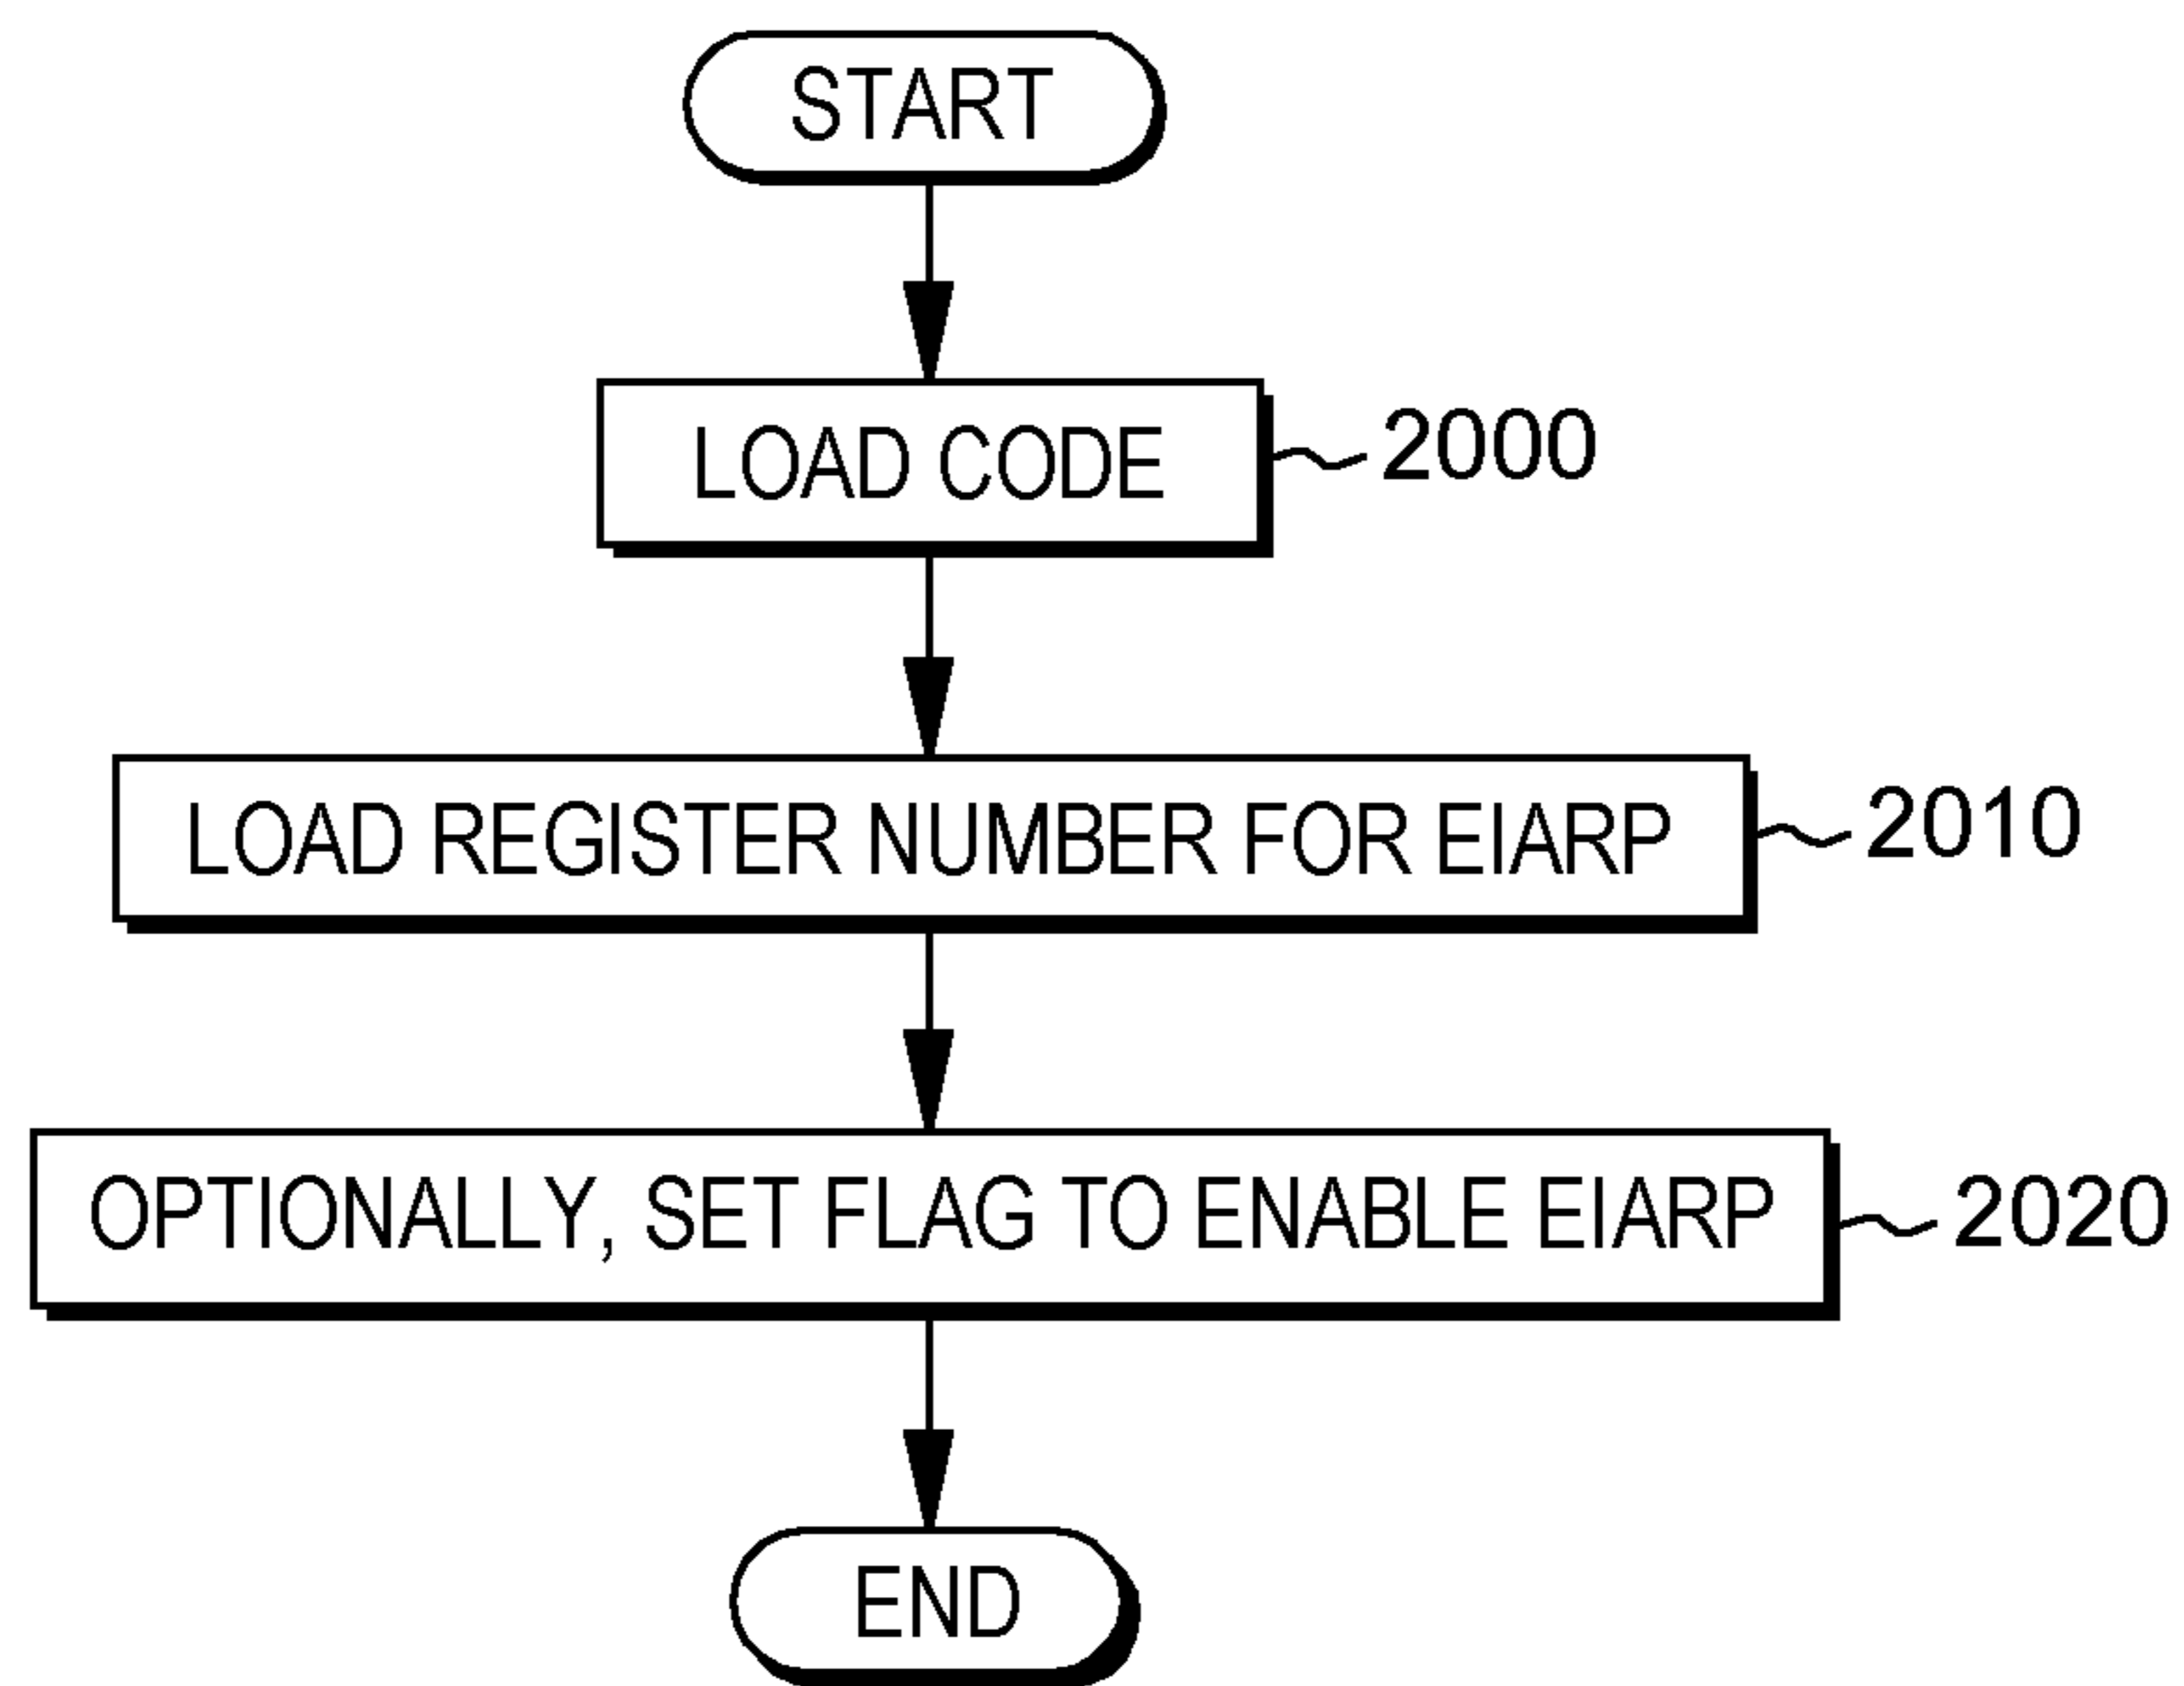 START
LOAD CODE
2000
LOAD REGISTER NUMBER FOR EIARP
2010
OPTIONALLY, SET FLAG TO ENABLE EIARP
2020
END